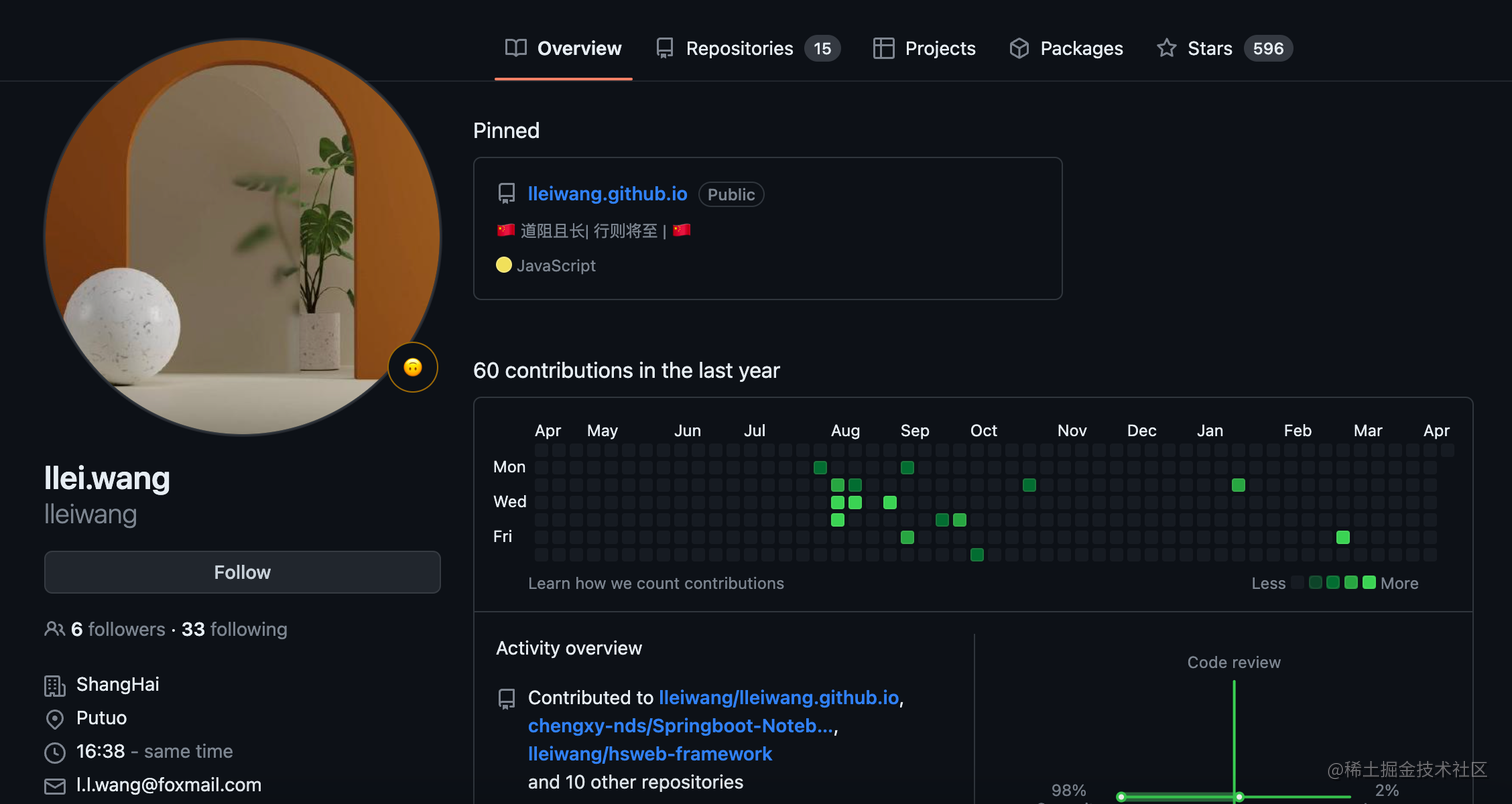 Overview Repositories 15 Projects Packages Stars 596
Pinned
lleiwang.github.io Public
🇨🇳 道阻且长| 行则将至 | 🇨🇳
JavaScript
60 contributions in the last year
Apr May Jun Jul Aug Sep Oct Nov Dec Jan Feb Mar Apr
Mon
Wed
Fri
Learn how we count contributions
Less More
llei.wang
lleiwang
Follow
6 followers · 33 following
ShangHai
Putuo
16:38 - same time
l.l.wang@foxmail.com
Activity overview
Contributed to lleiwang/lleiwang.github.io,
chengxy-nds/Springboot-Noteb...,
lleiwang/hsweb-framework
and 10 other repositories
Code review
98%
2%
@稀土掘金技术社区